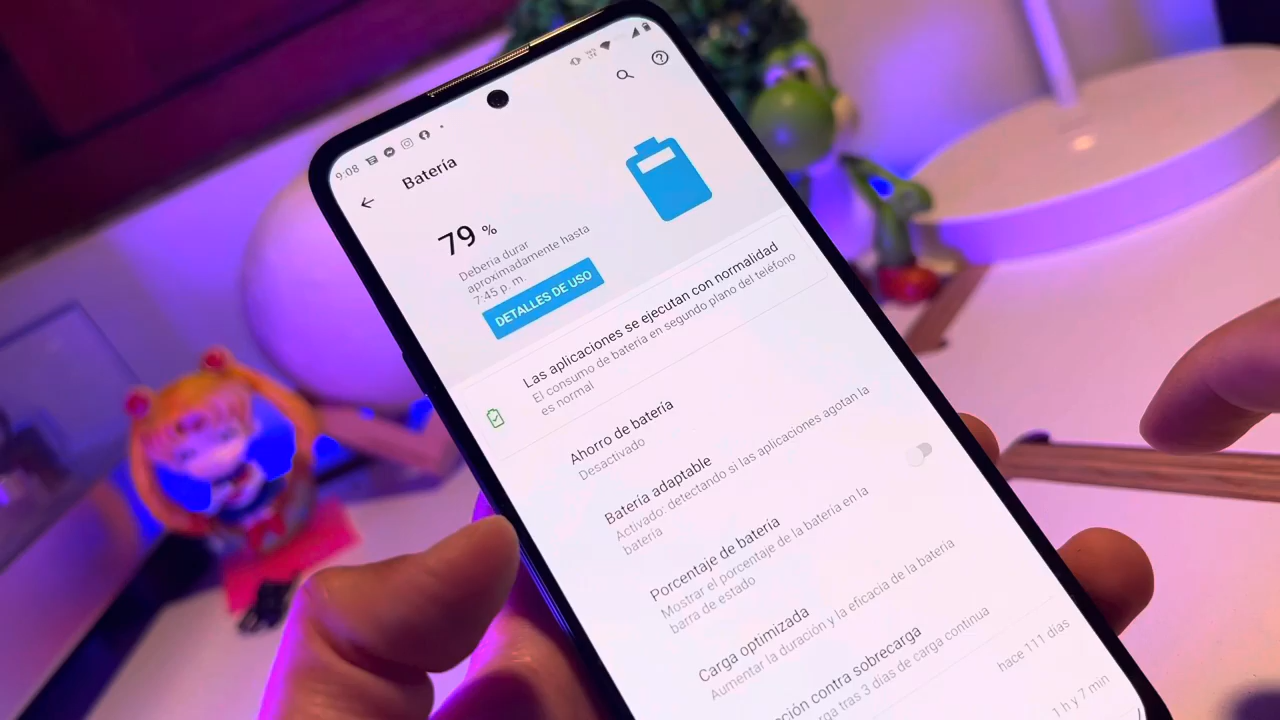 9:08
Batería
79 %
Debería durar
aproximadamente hasta
7:45 p. m.
DETALLES DE USO
Las aplicaciones se ejecutan con normalidad
El consumo de batería en segundo plano del teléfono
es normal
Ahorro de batería
Desactivado
Batería adaptable
Activado: detectando si las aplicaciones agotan la
batería
Porcentaje de batería
Mostrar el porcentaje de la batería en la
barra de estado
Carga optimizada
Aumentar la duración y la eficacia de la batería
ción contra sobrecarga
rga tras 3 días de carga continua
hace 111 días
1 h y 7 min